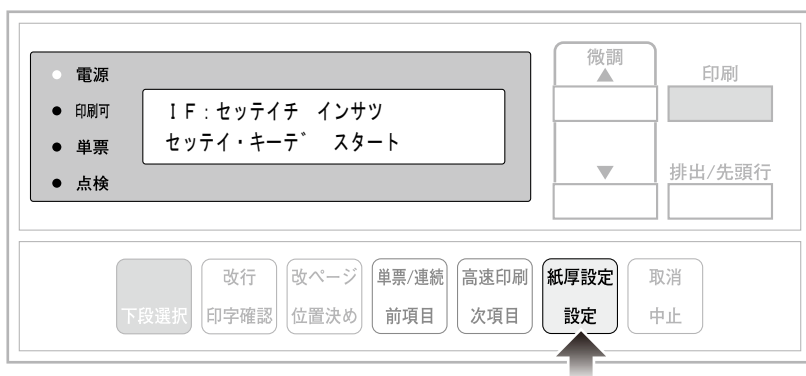 電源
印刷可
単票
点検
IF:セッテイチ インサツ
セッテイ・キーデ゛ スタート
微調
▲
▼
印刷
排出/先頭行
下段選択
改行
印字確認
改ページ
位置決め
単票/連続
前項目
高速印刷
次項目
紙厚設定
設定
取消
中止